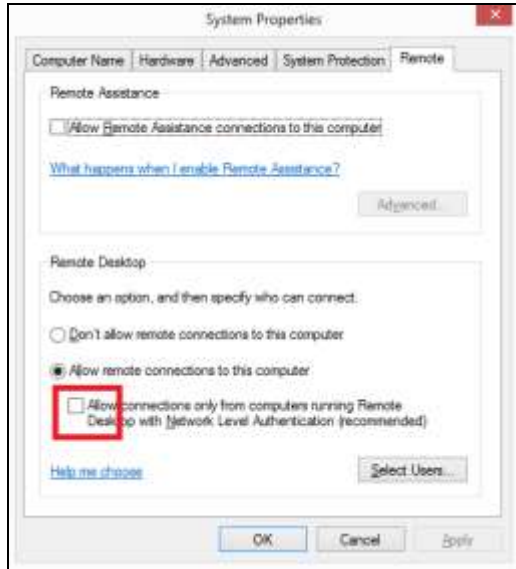 System Properties
Computer Name Hardware Advanced System Protection Remote
Remote Assistance
Allow Remote Assistance connections to this computer
What happens when I enable Remote Assistance?
Advanced...
Remote Desktop
Choose an option, and then specify who can connect.
Don't allow remote connections to this computer
Allow remote connections to this computer
Allow connections only from computers running Remote
Desktop with Network Level Authentication (recommended)
Help me choose
Select Users...
OK Cancel Apply